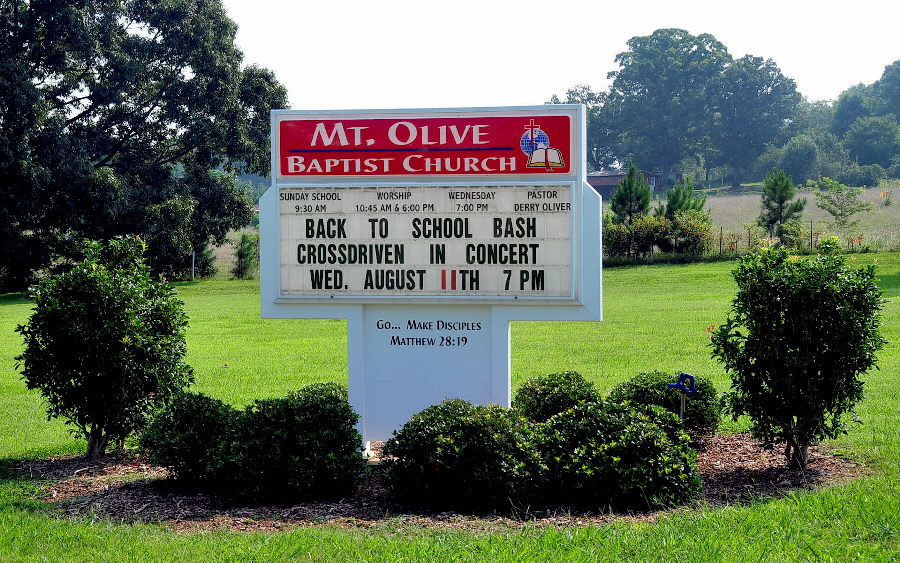 Mt. Olive
Baptist Church
SUNDAY SCHOOL WORSHIP WEDNESDAY PASTOR
9:30 AM 10:45 AM & 6:00 PM 7:00 PM DERRY OLIVER
BACK TO SCHOOL BASH
CROSSDRIVEN IN CONCERT
WED. AUGUST 11TH 7 PM
Go... Make Disciples
Matthew 28:19